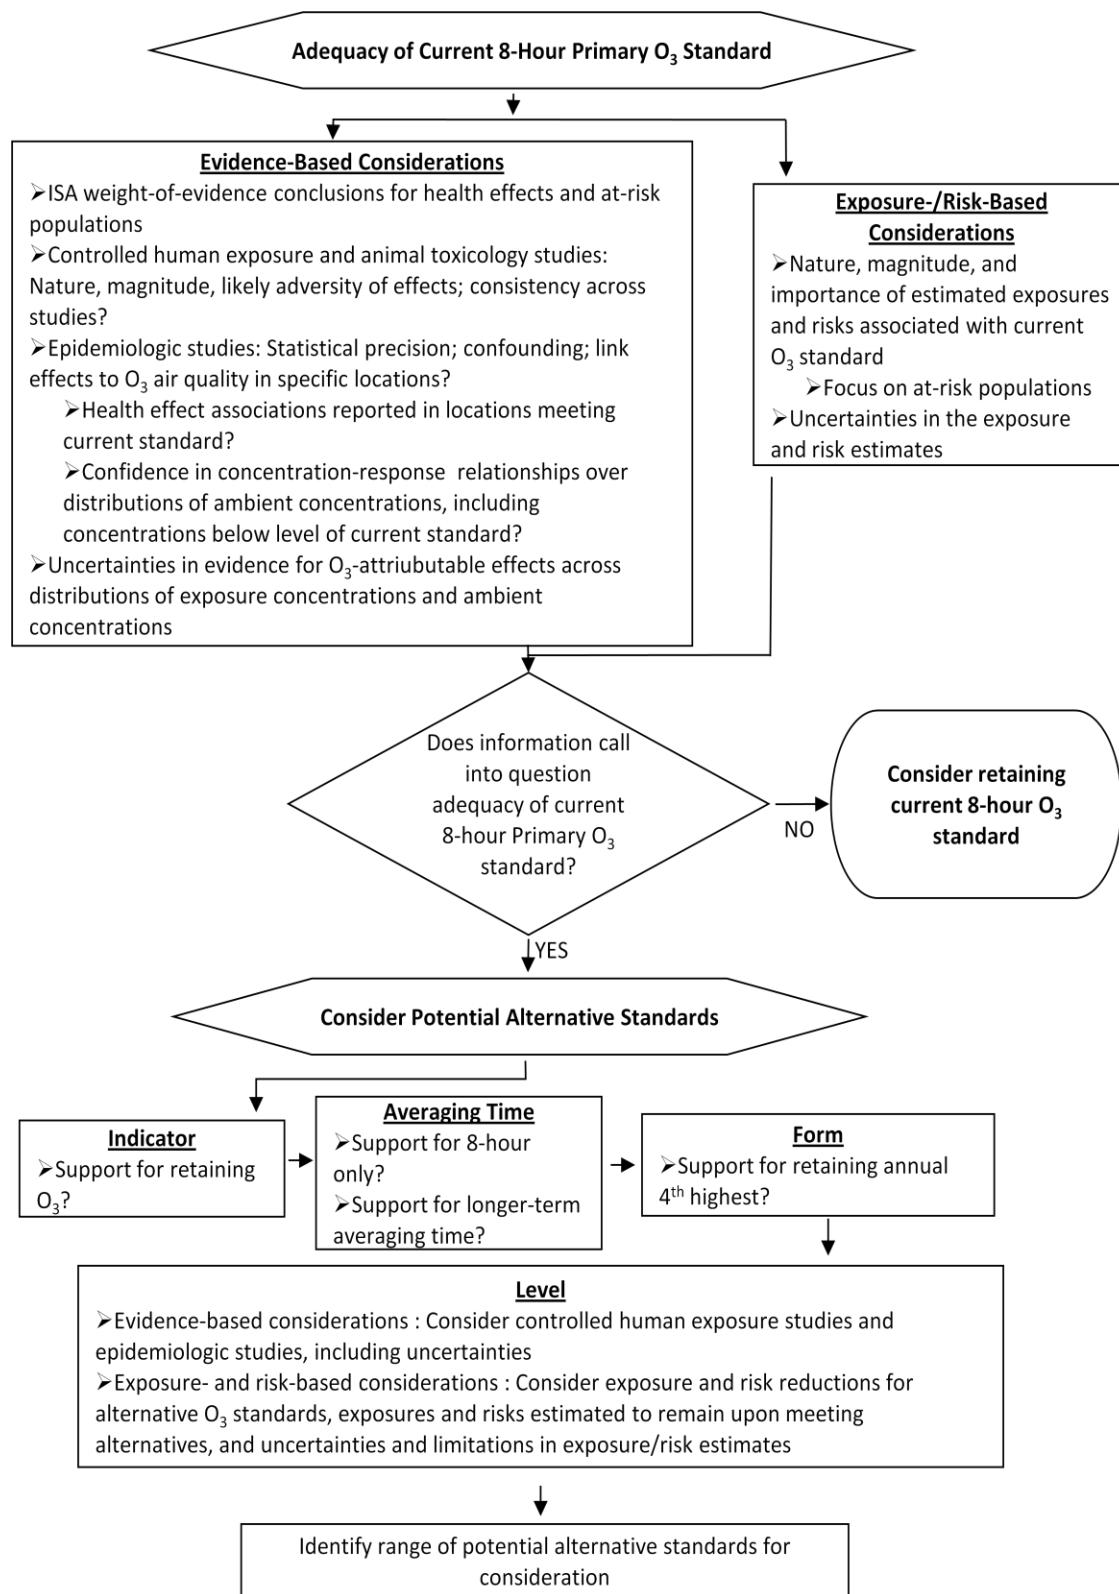 Adequacy of Current 8-Hour Primary O₃ Standard
Evidence-Based Considerations
➢ISA weight-of-evidence conclusions for health effects and at-risk
populations
➢Controlled human exposure and animal toxicology studies:
Nature, magnitude, likely adversity of effects; consistency across
studies?
➢Epidemiologic studies: Statistical precision; confounding; link
effects to O₃ air quality in specific locations?
➢Health effect associations reported in locations meeting
current standard?
➢Confidence in concentration-response relationships over
distributions of ambient concentrations, including
concentrations below level of current standard?
➢Uncertainties in evidence for O₃-attriubutable effects across
distributions of exposure concentrations and ambient
concentrations
Exposure-/Risk-Based
Considerations
➢Nature, magnitude, and
importance of estimated exposures
and risks associated with current
O₃ standard
➢Focus on at-risk populations
➢Uncertainties in the exposure
and risk estimates
Does information call
into question
adequacy of current
8-hour Primary O₃
standard?
NO
Consider retaining
current 8-hour O₃
standard
YES
Consider Potential Alternative Standards
Indicator
➢Support for retaining
O₃?
Averaging Time
➢Support for 8-hour
only?
➢Support for longer-term
averaging time?
Form
➢Support for retaining annual
4th highest?
Level
➢Evidence-based considerations : Consider controlled human exposure studies and
epidemiologic studies, including uncertainties
➢Exposure- and risk-based considerations : Consider exposure and risk reductions for
alternative O₃ standards, exposures and risks estimated to remain upon meeting
alternatives, and uncertainties and limitations in exposure/risk estimates
Identify range of potential alternative standards for
consideration